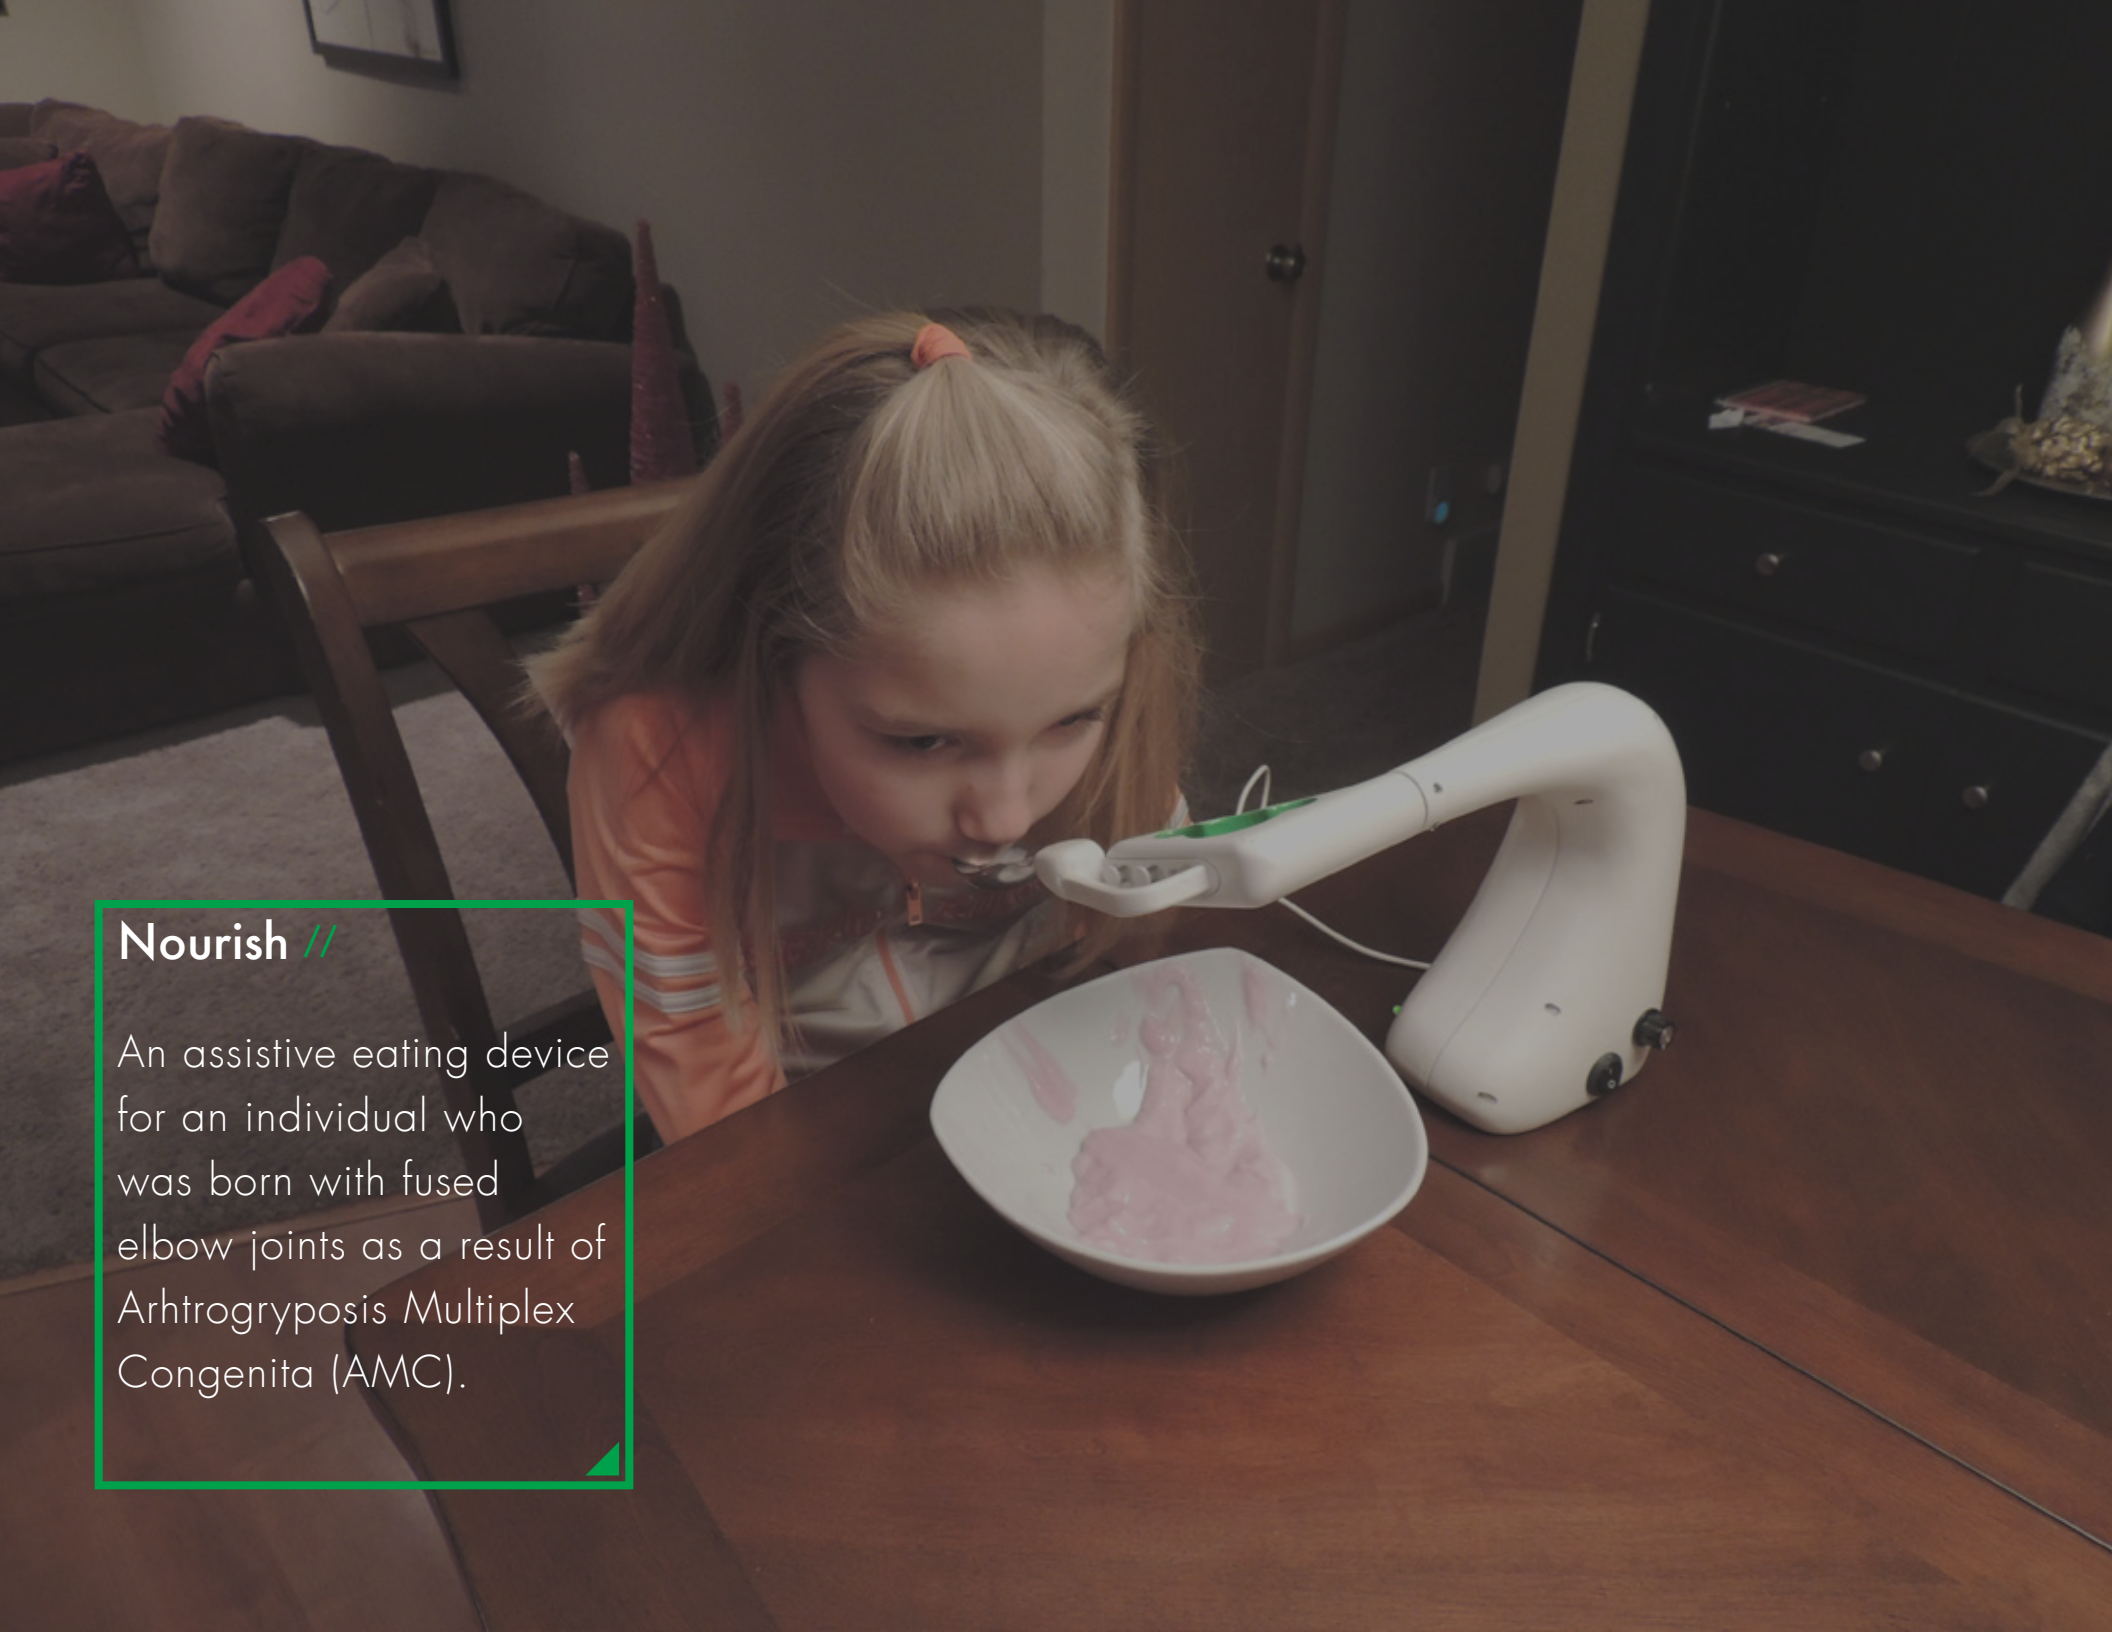 Nourish //
An assistive eating device
for an individual who
was born with fused
elbow joints as a result of
Arhtrogryposis Multiplex
Congenita (AMC).